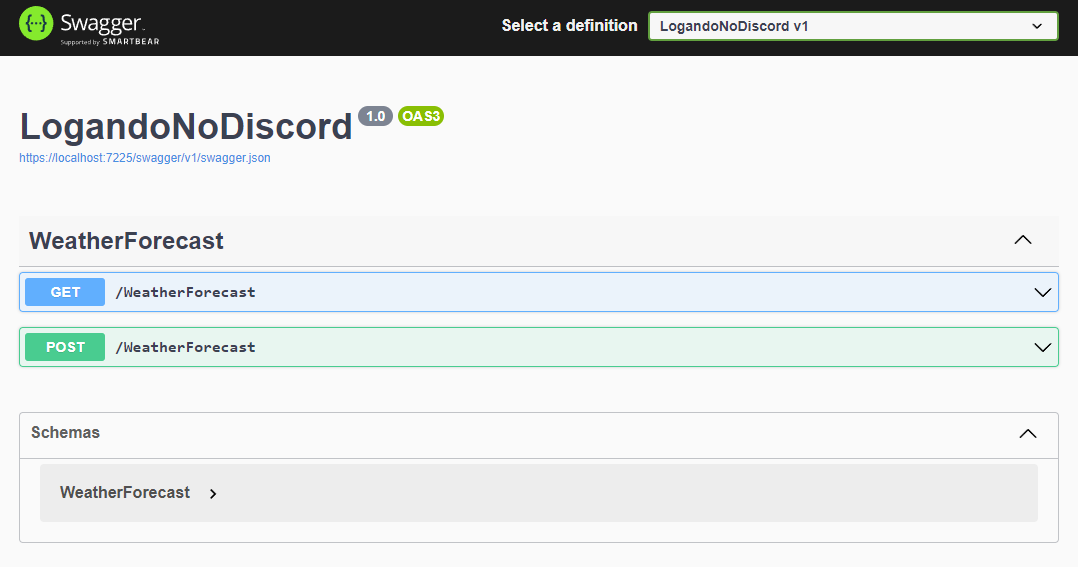 Swagger
Supported by SMARTBEAR
Select a definition
LogandoNoDiscord v1
LogandoNoDiscord 1.0 OAS3
https://localhost:7225/swagger/v1/swagger.json
WeatherForecast
GET /WeatherForecast
POST /WeatherForecast
Schemas
WeatherForecast